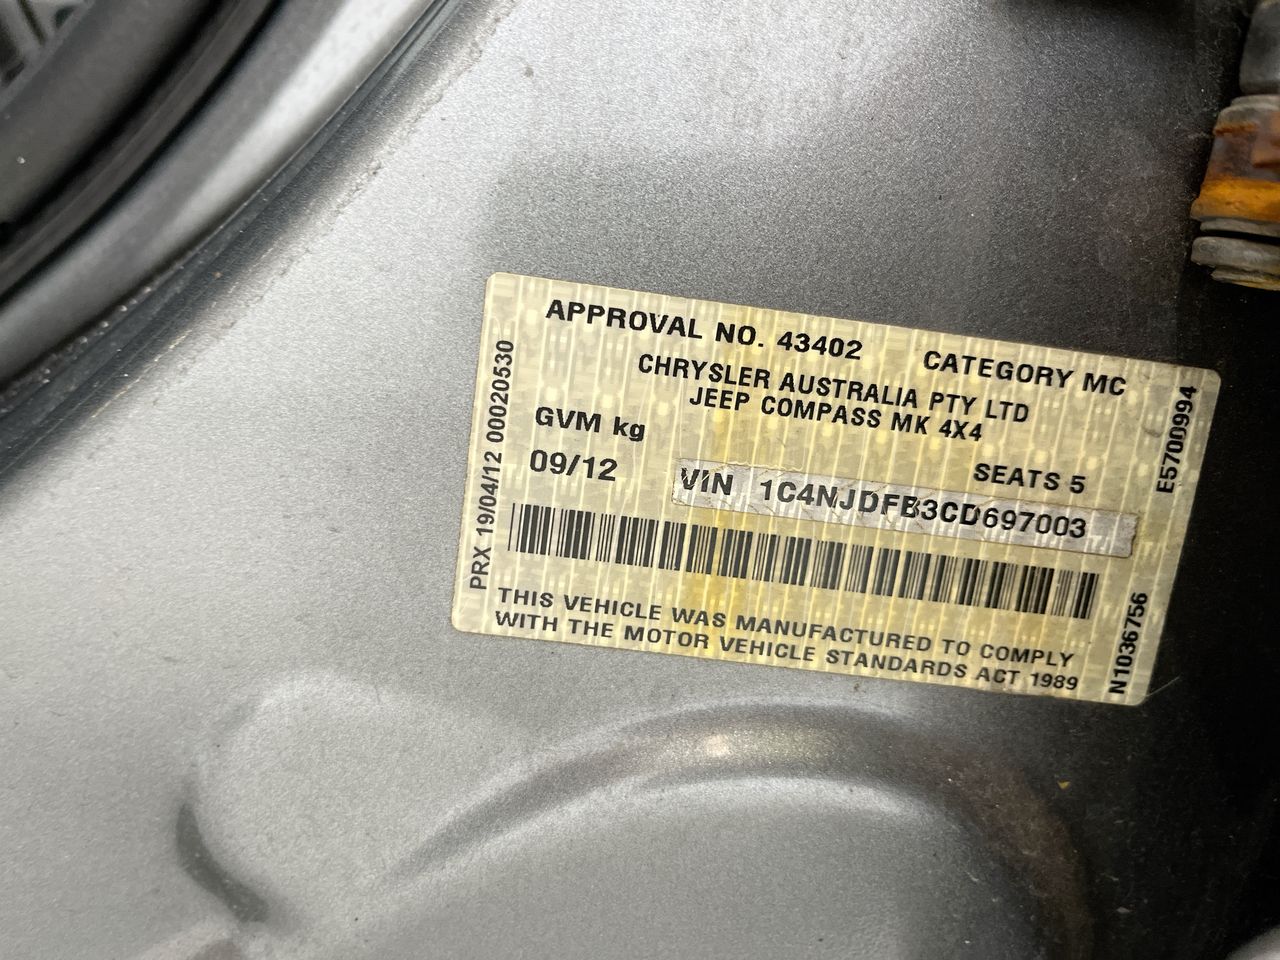 APPROVAL NO. 43402 CATEGORY MC
CHRYSLER AUSTRALIA PTY LTD
JEEP COMPASS MK 4X4
GVM kg
SEATS 5
09/12
VIN 1C4NJDFB3CD697003
THIS VEHICLE WAS MANUFACTURED TO COMPLY
WITH THE MOTOR VEHICLE STANDARDS ACT 1989
PRX 19/04/12 00020530
E5700994
N1036756